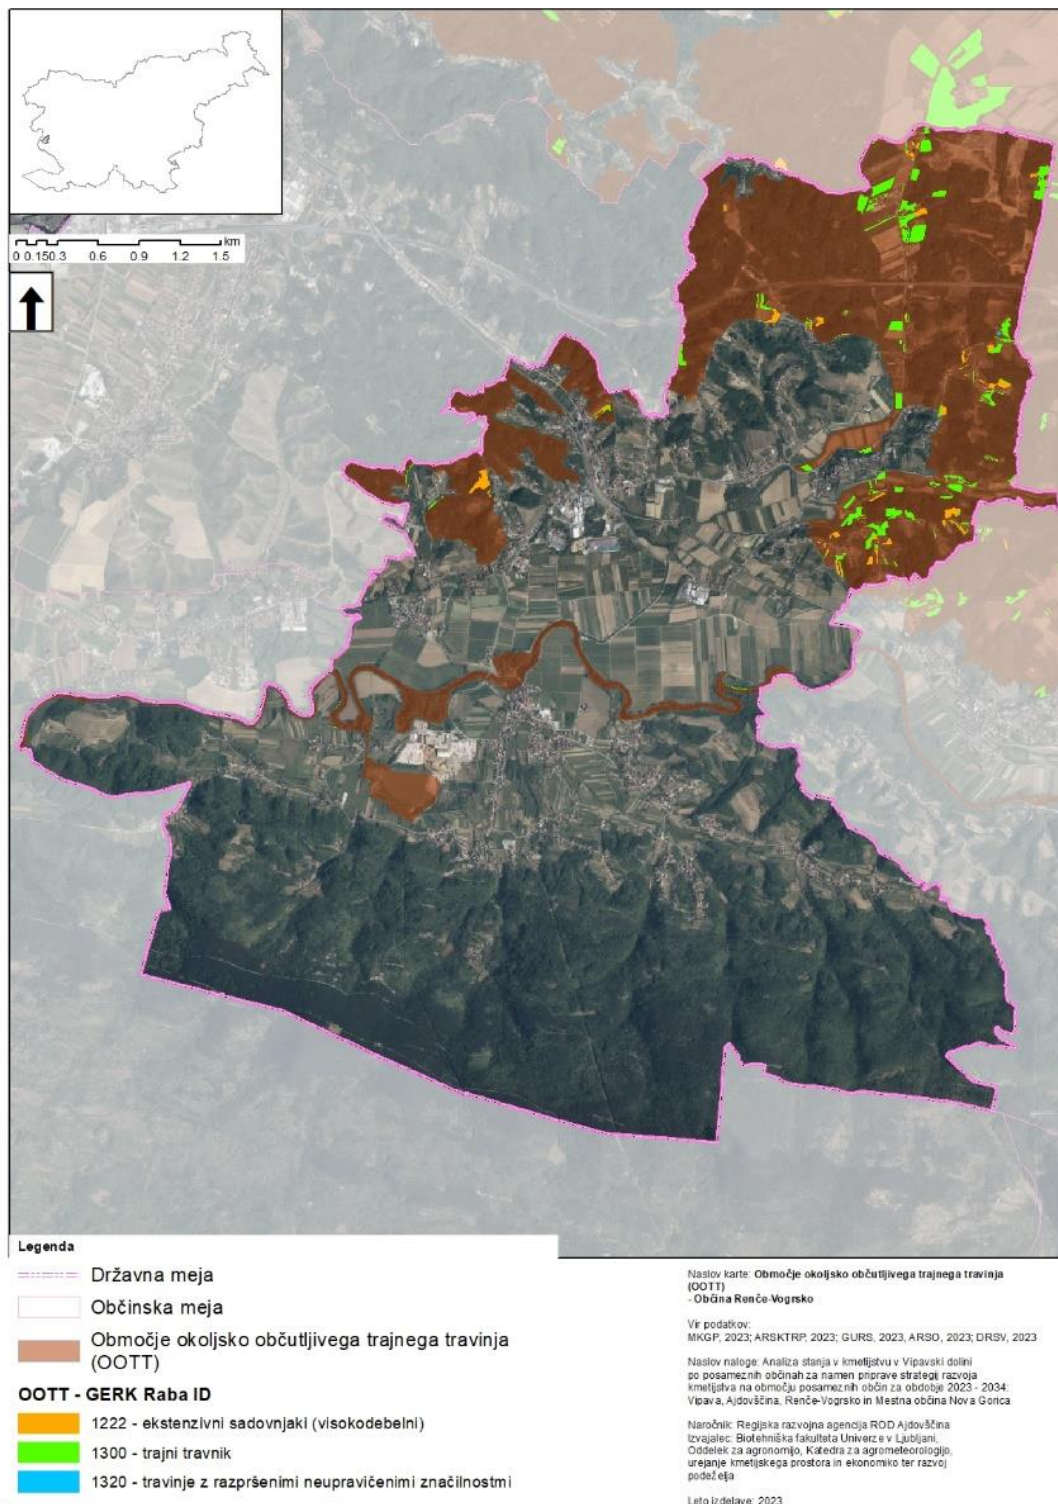 km
0 0.150.3 0.6 0.9 1.2 1.5
Legenda
Državna meja
Občinska meja
Območje okoljsko občutljivega trajnega travinja
(OOTT)
OOTT - GERK Raba ID
1222 - ekstenzivni sadovnjaki (visokodebelni)
1300 - trajni travnik
1320 - travinje z razpršenimi neupravičenimi značilnostmi
Naslov karte: Območje okoljsko občutljivega trajnega travinja
(OOTT)
- Občina Renče-Vogrsko
Vir podatkov:
MKGP, 2023; ARSKTRP, 2023; GURS, 2023, ARSO, 2023; DRSV, 2023
Naslov naloge: Analiza stanja v kmetijstvu v Vipavski dolini
po posameznih občinah za namen priprave strategij razvoja
kmetijstva na območju posameznih občin za obdobje 2023 - 2034:
Vipava, Ajdovščina, Renče-Vogrsko in Mestna občina Nova Gorica
Naročnik: Regijska razvojna agencija ROD Ajdovščina
Izvajalec: Biotehniška fakulteta Univerze v Ljubljani,
Oddelek za agronomijo, Katedra za agrometeorologijo,
urejanje kmetijskega prostora in ekonomiko ter razvoj
podeželja
Leto izdelave: 2023